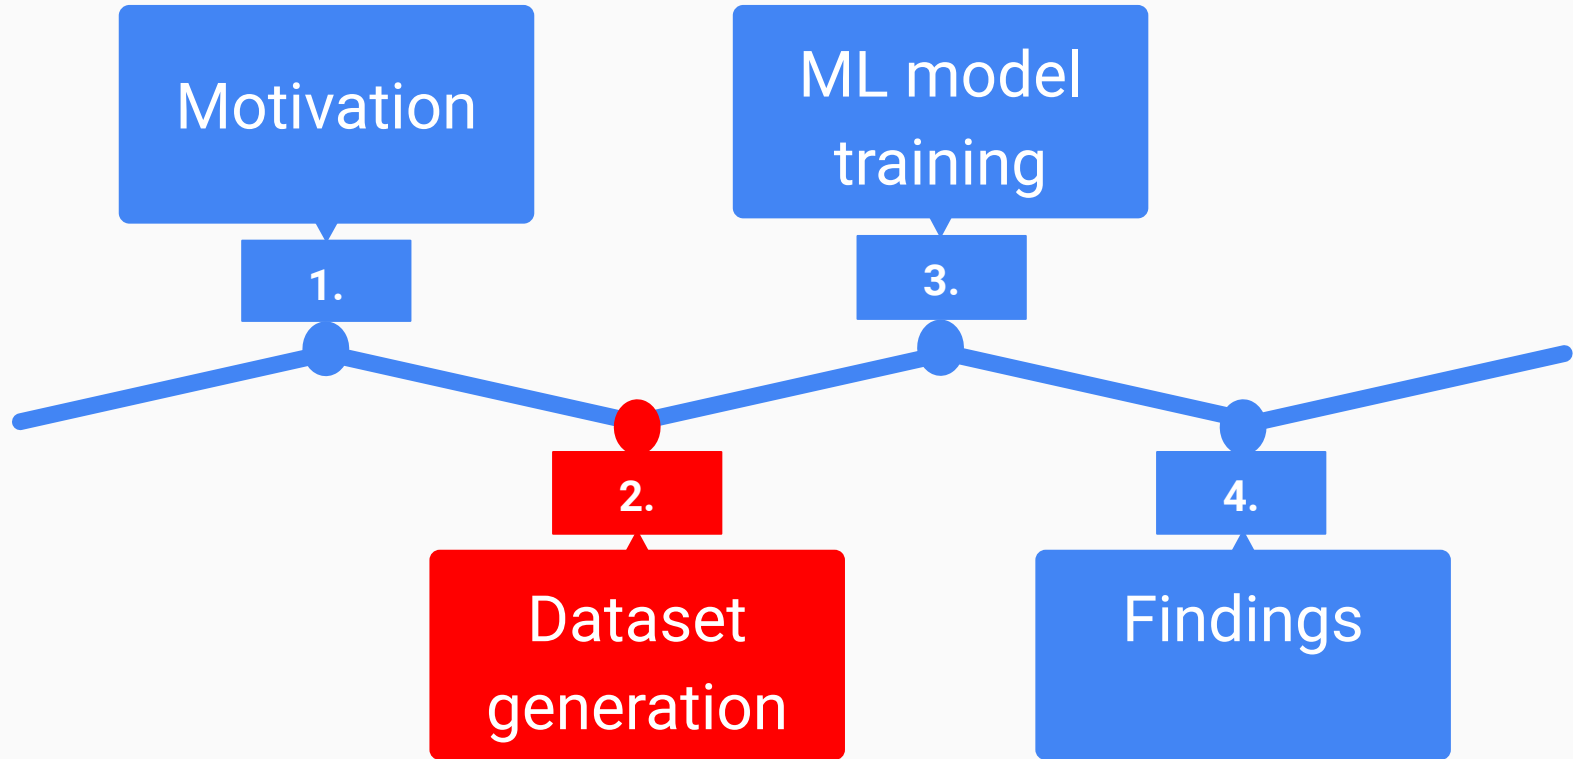 Motivation
1.
2.
Dataset
generation
ML model
training
3.
4.
Findings